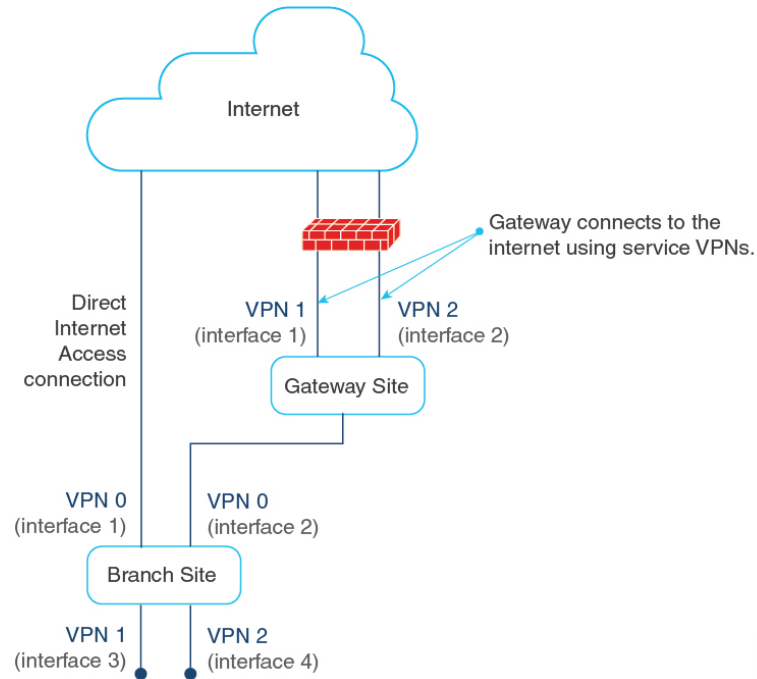 Internet
Gateway connects to the
internet using service VPNs.
Direct
Internet
Access
connection
VPN 1
(interface 1)
VPN 2
(interface 2)
Gateway Site
VPN 0
(interface 1)
VPN 0
(interface 2)
Branch Site
VPN 1
(interface 3)
VPN 2
(interface 4)